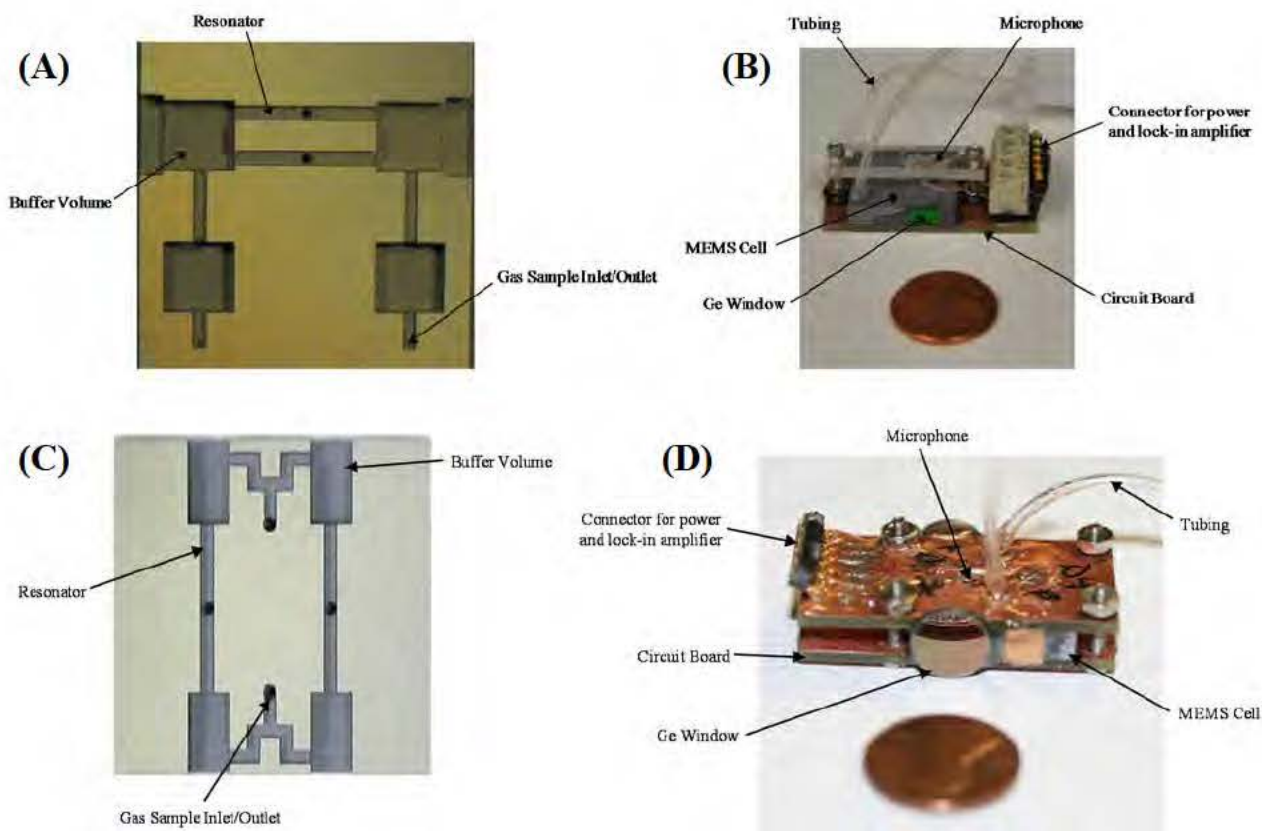 (A)
Resonator
Buffer Volume
Gas Sample Inlet/Outlet
(B)
Tubing
Microphone
Connector for power
and lock-in amplifier
MEMS Cell
Ge Window
Circuit Board
(C)
Buffer Volume
Resonator
Gas Sample Inlet/Outlet
(D)
Microphone
Connector for power
and lock-in amplifier
Tubing
Circuit Board
Ge Window
MEMS Cell